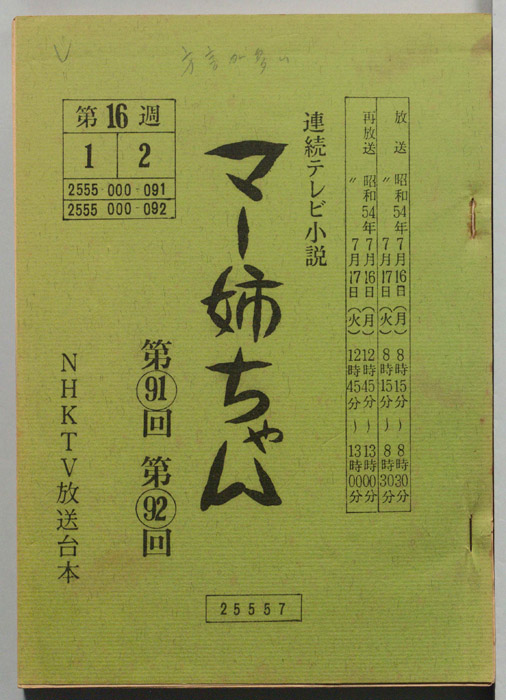 方言が多い
放送 昭和54年7月16日(月) 8時15分〜8時30分
〃 7月17日(火) 8時15分〜8時30分
再放送 昭和54年7月16日(月) 12時45分〜13時00分
〃 7月17日(火) 12時45分〜13時00分
連続テレビ小説
マー姉ちゃん
第16週
1 2
2555-000-091
2555 000-092
第91回 第92回
NHKTV放送台本
25557